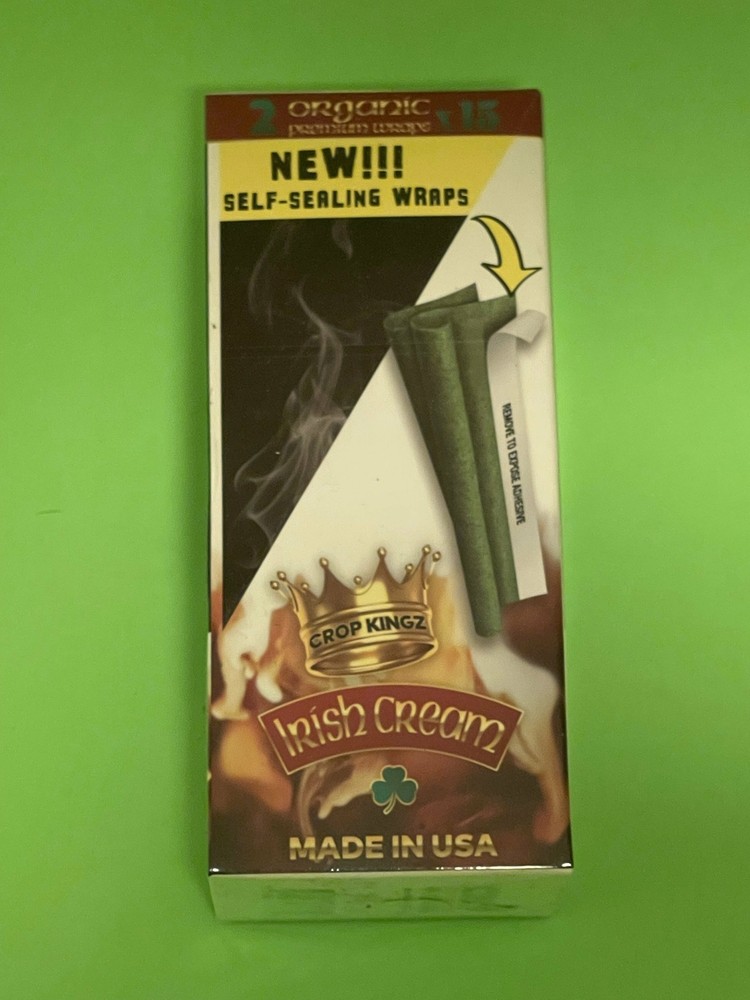 2 organic x 15
premium wraps
NEW!!!
SELF-SEALING WRAPS
REMOVE TO EXPOSE ADHESIVE
CROP KINGZ
Irish Cream
MADE IN USA